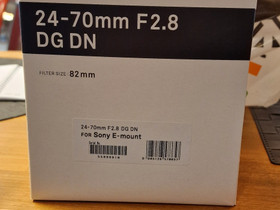 24-70mm F2.8
DG DN
FILTER SIZE: 82mm
24-70mm F2.8 DG DN
FOR Sony E-mount